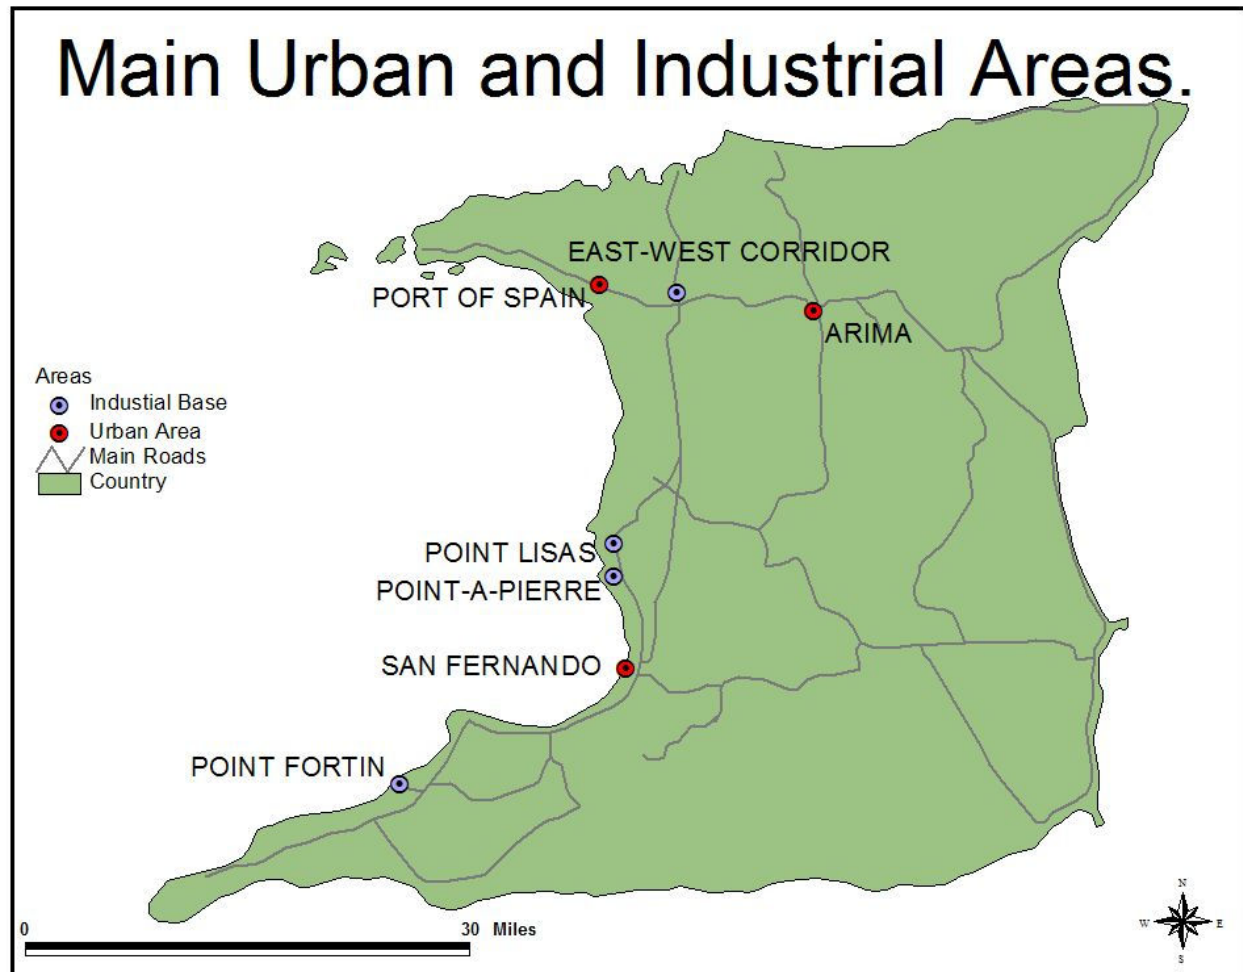 Main Urban and Industrial Areas.
EAST-WEST CORRIDOR
PORT OF SPAIN
ARIMA
Areas
Industial Base
Urban Area
Main Roads
Country
POINT LISAS
POINT-A-PIERRE
SAN FERNANDO
POINT FORTIN
0 30 Miles
N
W E
S